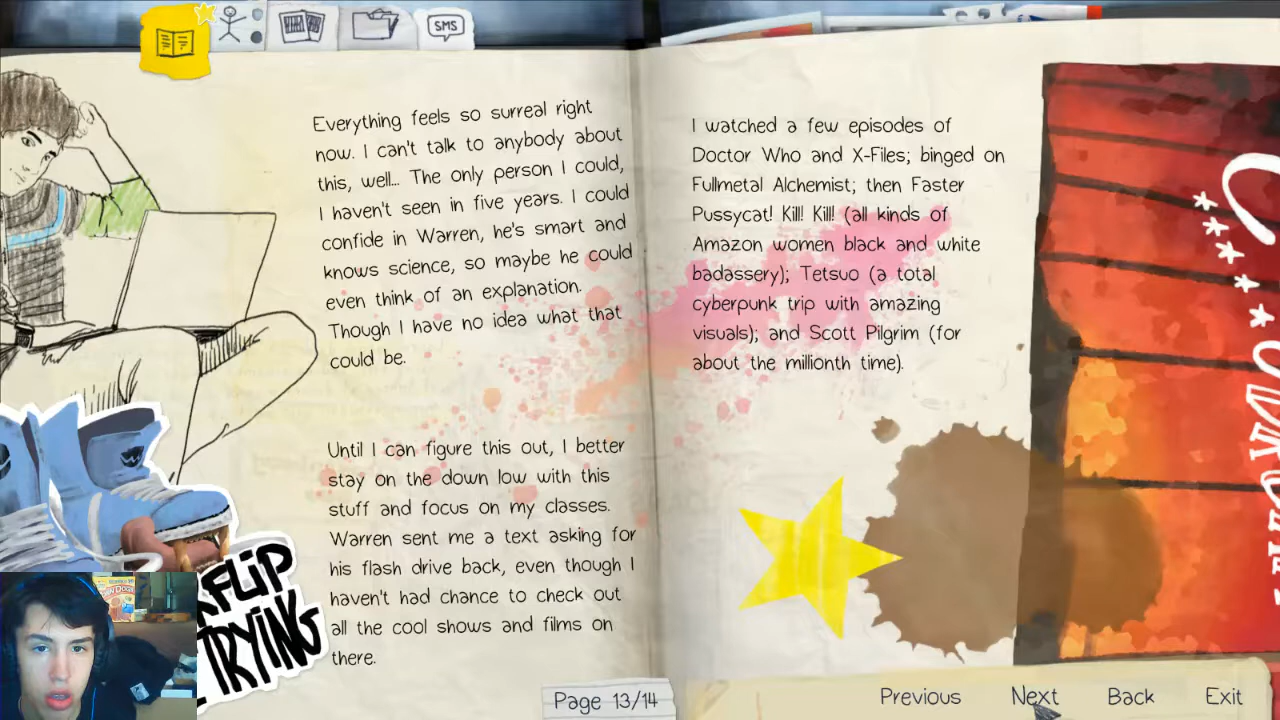 SMS
Everything feels so surreal right
now. I can't talk to anybody about
this, well... The only person I could,
I haven't seen in five years. I could
confide in Warren, he's smart and
knows science, so maybe he could
even think of an explanation.
Though I have no idea what that
could be.
Until I can figure this out, I better
stay on the down low with this
stuff and focus on my classes.
Warren sent me a text asking for
his flash drive back, even though I
haven't had chance to check out
all the cool shows and films on
there.
I watched a few episodes of
Doctor Who and X-Files; binged on
Fullmetal Alchemist; then Faster
Pussycat! Kill! Kill! (all kinds of
Amazon women black and white
badassery); Tetsuo (a total
cyberpunk trip with amazing
visuals); and Scott Pilgrim (for
about the millionth time).
TRYING
Page 13/14
Previous
Next
Back
Exit